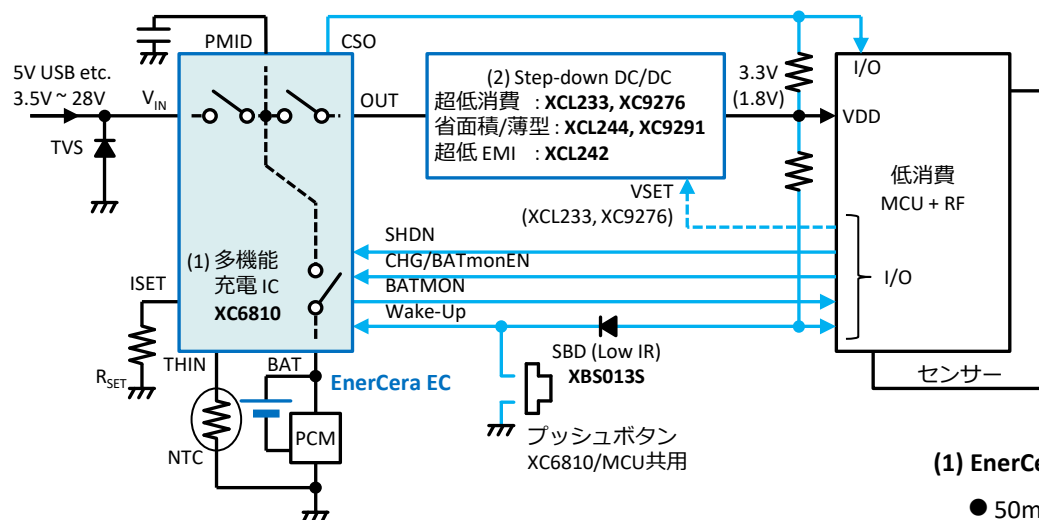 PMID
CSO
5V USB etc.
3.5V ~ 28V
VIN
TVS
OUT
(2) Step-down DC/DC
超低消費 : XCL233, XC9276
省面積/薄型 : XCL244, XC9291
超低 EMI : XCL242
3.3V
(1.8V)
I/O
VDD
低消費
MCU + RF
VSET
(XCL233, XC9276)
(1) 多機能
充電 IC
XC6810
SHDN
CHG/BATmonEN
BATMON
Wake-Up
I/O
ISET
RSET
THIN
BAT
EnerCera EC
SBD (Low IR)
XBS013S
センサー
NTC
PCM
プッシュボタン
XC6810/MCU共用
(1) EnerCe
● 50m